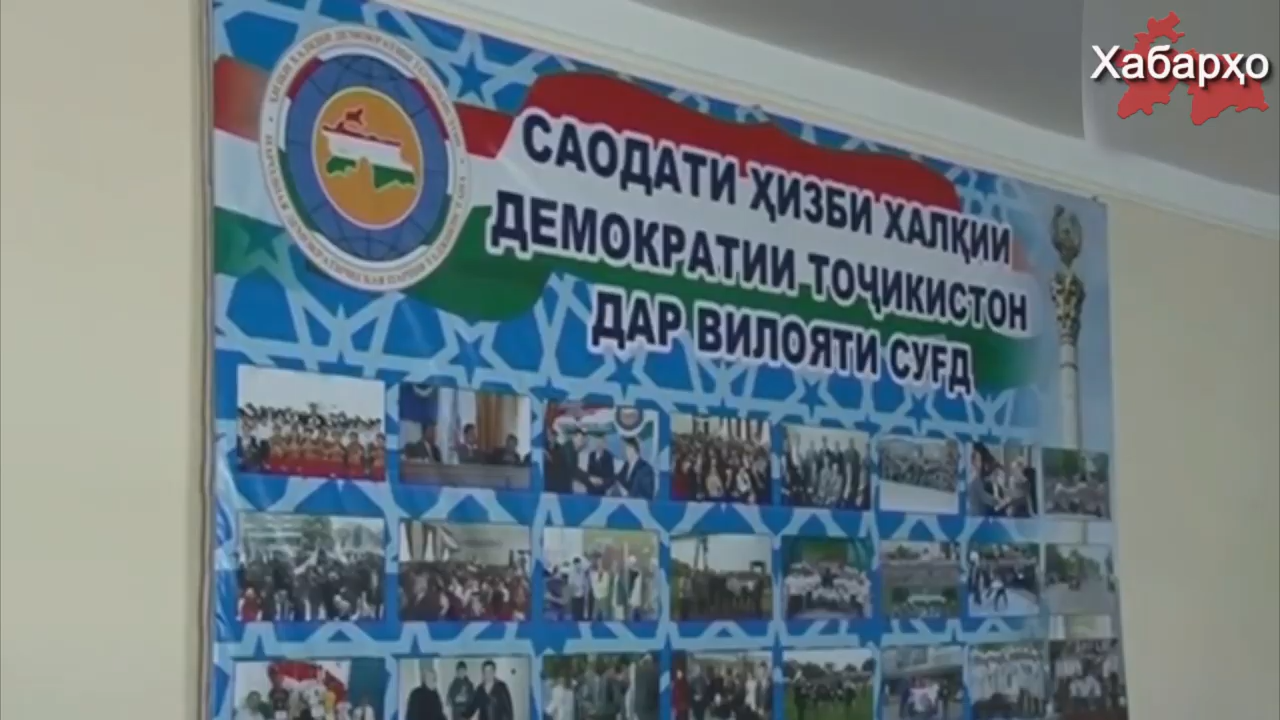 Хабарҳо
САОДАТИ ҲИЗБИ ХАЛҚИИ
ДЕМОКРАТИИ ТОҶИКИСТОН
ДАР ВИЛОЯТИ СУҒД